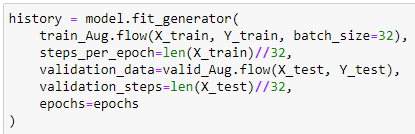 history = model.fit_generator(
    train_Aug.flow(X_train, Y_train, batch_size=32),
    steps_per_epoch=len(X_train)//32,
    validation_data=valid_Aug.flow(X_test, Y_test),
    validation_steps=len(X_test)//32,
    epochs=epochs
)